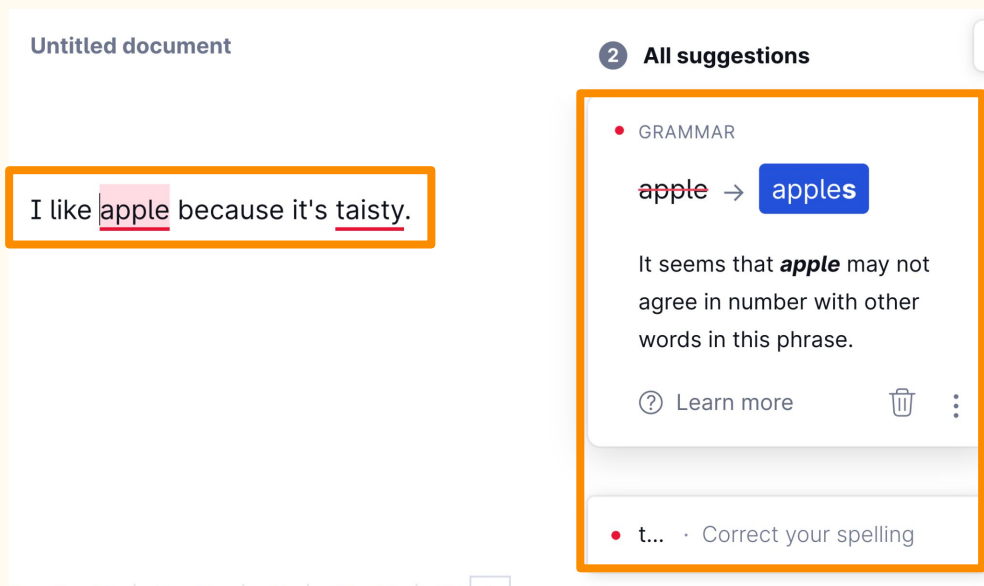 Untitled document
2 All suggestions
GRAMMAR
apple → apples
I like apple because it's taisty.
It seems that apple may not
agree in number with other
words in this phrase.
? Learn more
t... · Correct your spelling